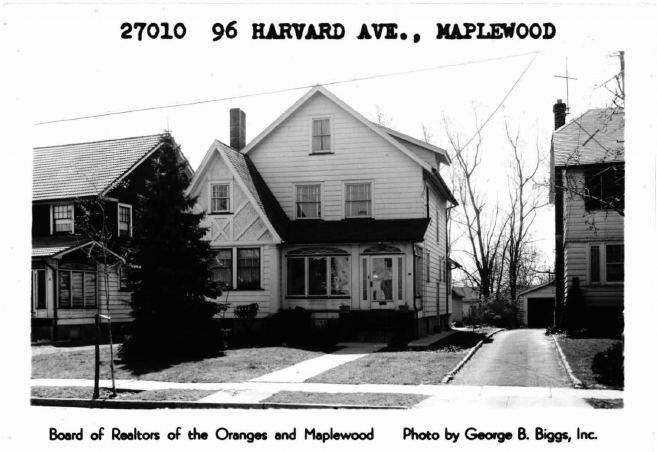 27010 96 HARVARD AVE., MAPLEWOOD
Board of Realtors of the Oranges and Maplewood Photo by George B. Biggs, Inc.